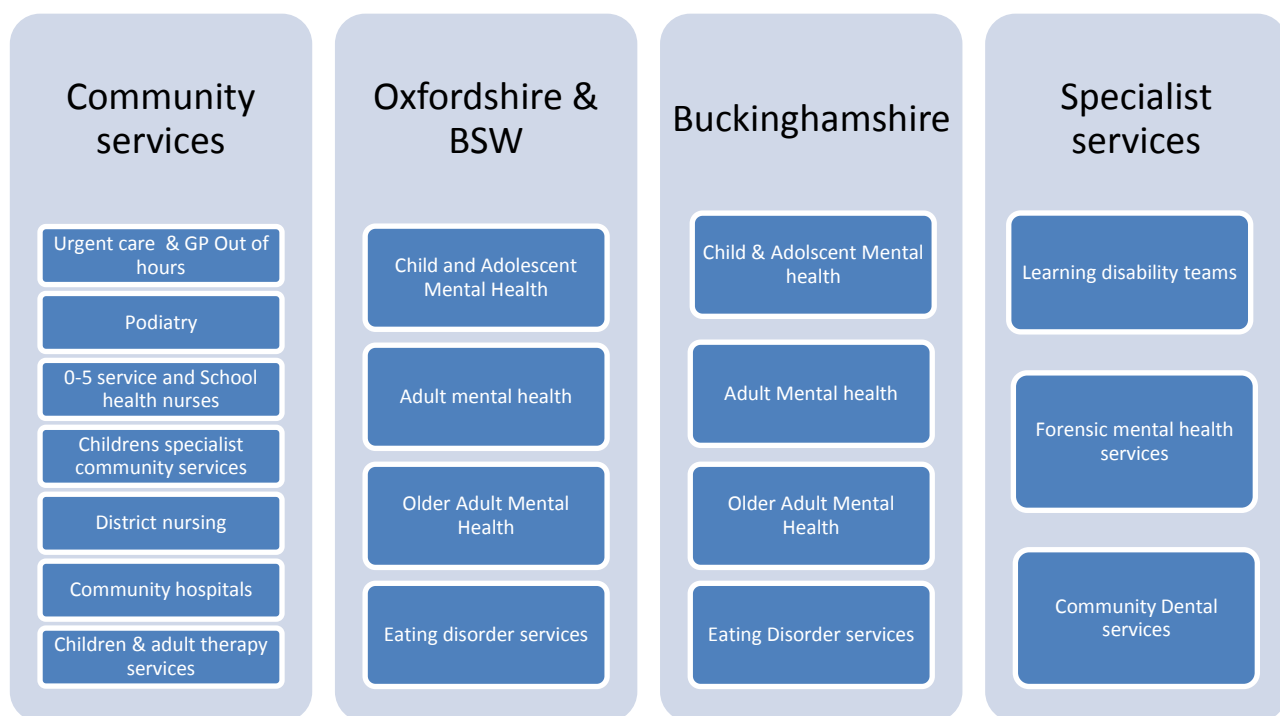 Community
services
Urgent care & GP Out of
hours
Podiatry
0-5 service and School
health nurses
Childrens specialist
community services
District nursing
Community hospitals
Children & adult therapy
services
Oxfordshire &
BSW
Child and Adolescent
Mental Health
Adult mental health
Older Adult Mental
Health
Eating disorder services
Buckinghamshire
Child & Adolscent Mental
health
Adult Mental health
Older Adult Mental
Health
Eating Disorder services
Specialist
services
Learning disability teams
Forensic mental health
services
Community Dental
services